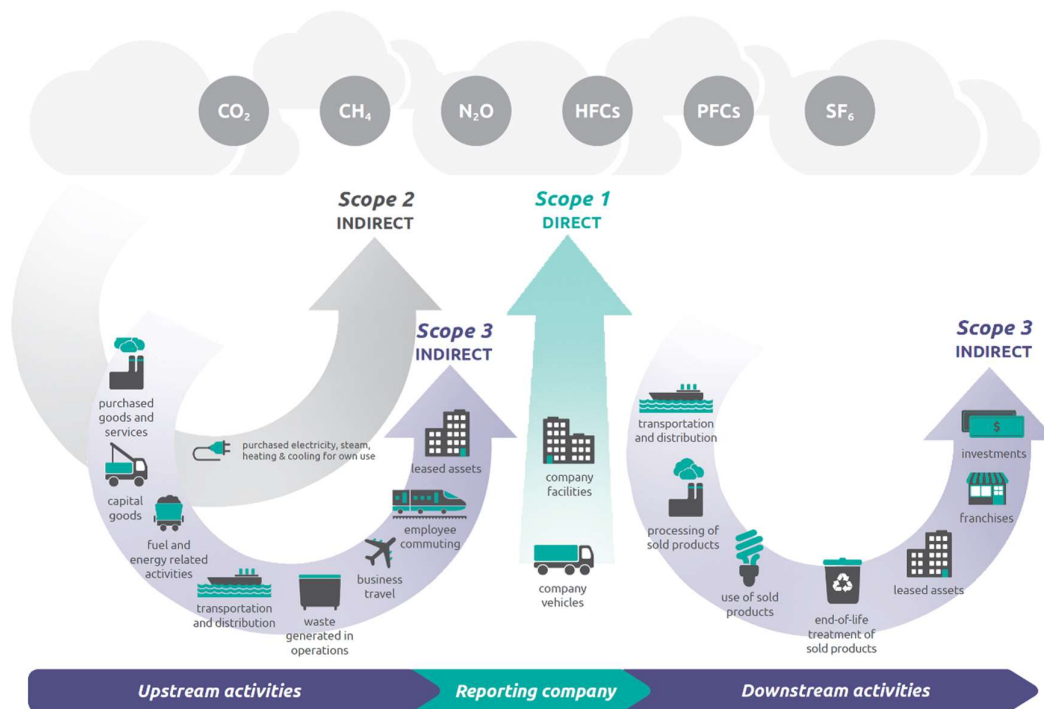 CO₂
CH₄
N₂O
HFCs
PFCs
SF₆
Scope 2
INDIRECT
Scope 1
DIRECT
Scope 3
INDIRECT
Scope 3
INDIRECT
purchased
goods and
services
capital
goods
fuel and
energy related
activities
purchased electricity, steam,
heating & cooling for own use
transportation
and distribution
waste
generated in
operations
business
travel
employee
commuting
leased assets
company
facilities
company
vehicles
transportation
and distribution
processing of
sold products
use of sold
products
end-of-life
treatment of
sold products
leased assets
franchises
$
investments
Upstream activities
Reporting company
Downstream activities